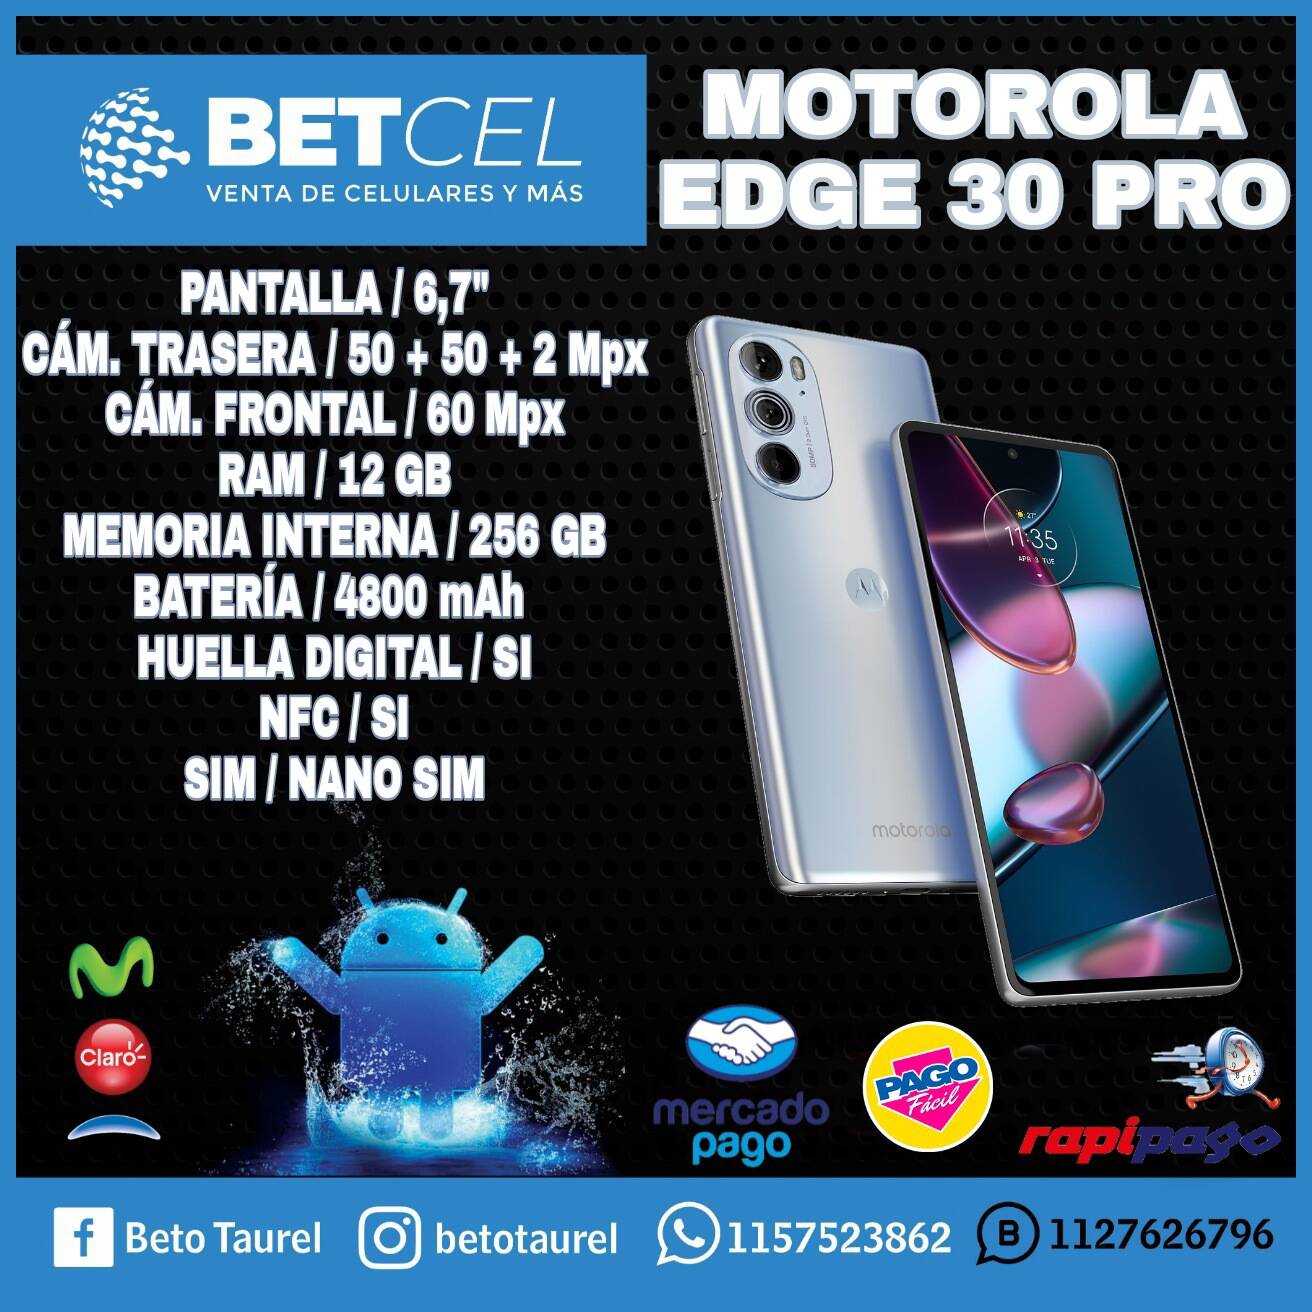 BETCEL
VENTA DE CELULARES Y MÁS
MOTOROLA
EDGE 30 PRO
PANTALLA / 6,7"
CÁM. TRASERA / 50 + 50 + 2 Mpx
CÁM. FRONTAL / 60 Mpx
RAM / 12 GB
MEMORIA INTERNA / 256 GB
BATERÍA / 4800 mAh
HUELLA DIGITAL / SI
NFC / SI
SIM / NANO SIM
27°
11:35
motorola
Claro
mercado
pago
PAGO
Fácil
rapipago
Beto Taurel
betotaurel
1157523862
B 1127626796